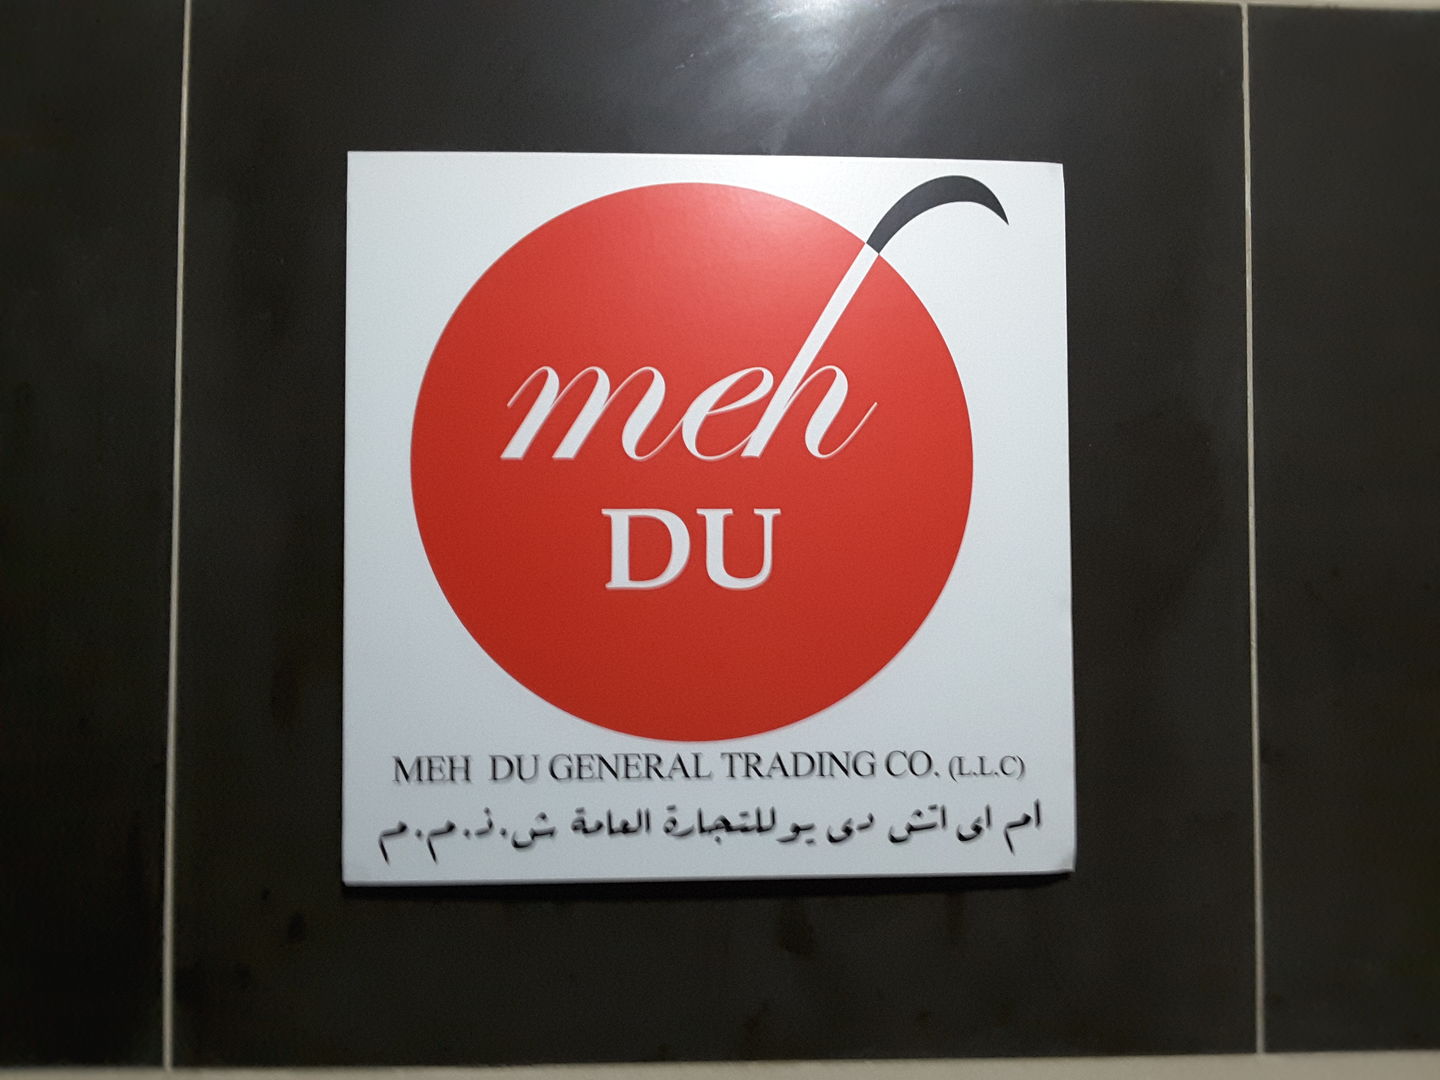 meh
DU
MEH DU GENERAL TRADING CO. (L.L.C)
ام اى اتش دى يو للتجارة العامة ش.ذ.م.م